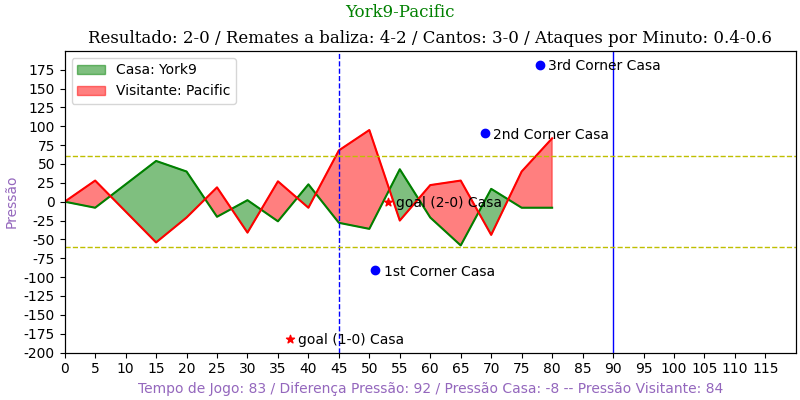 York9-Pacific
Resultado: 2-0 / Remates a baliza: 4-2 / Cantos: 3-0 / Ataques por Minuto: 0.4-0.6
Casa: York9
Visitante: Pacific
3rd Corner Casa
2nd Corner Casa
goal (2-0) Casa
1st Corner Casa
goal (1-0) Casa
Pressão
175
150
125
100
75
50
25
0
-25
-50
-75
-100
-125
-150
-175
-200
0 5 10 15 20 25 30 35 40 45 50 55 60 65 70 75 80 85 90 95 100 105 110 115
Tempo de Jogo: 83 / Diferença Pressão: 92 / Pressão Casa: -8 -- Pressão Visitante: 84